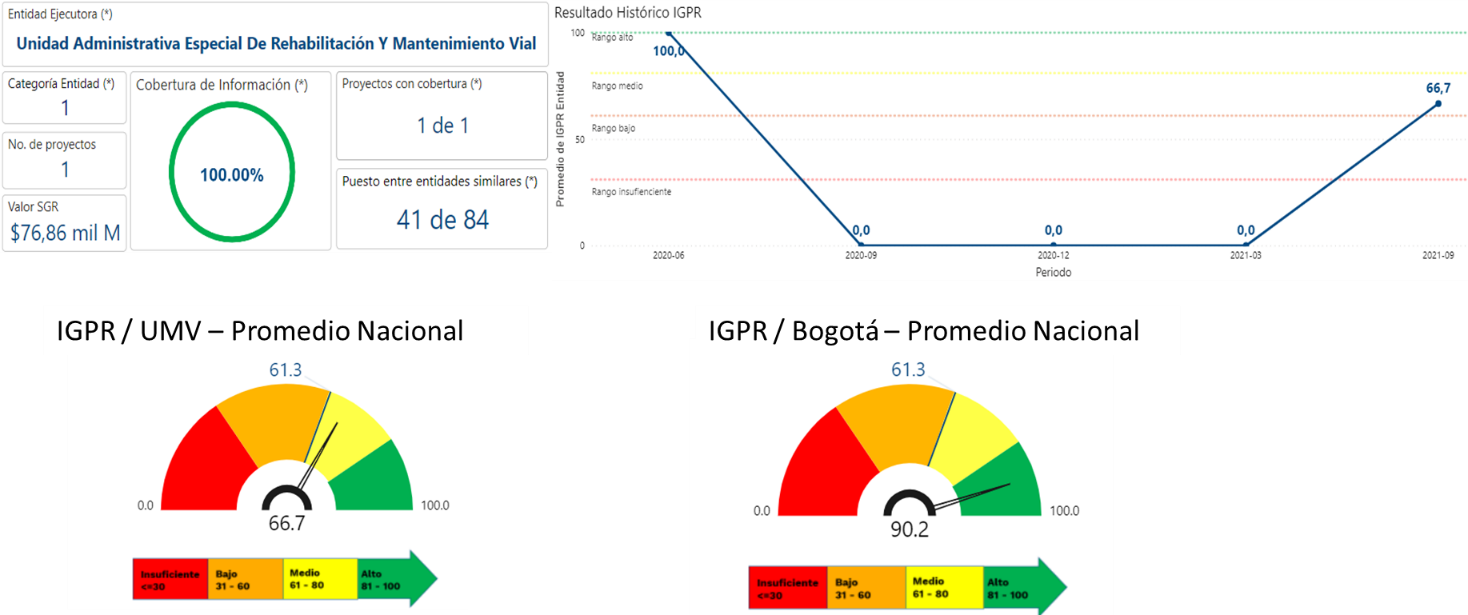 Entidad Ejecutora (*)
Unidad Administrativa Especial De Rehabilitación Y Mantenimiento Vial
Categoría Entidad (*)
1
No. de proyectos
1
Valor SGR
$76,86 mil M
Cobertura de Información (*)
100.00%
Proyectos con cobertura (*)
1 de 1
Puesto entre entidades similares (*)
41 de 84
Resultado Histórico IGPR
Promedio de IGPR Entidad
100
50
0
Rango alto
Rango medio
Rango bajo
Rango insufienciente
100,0
0,0
0,0
0,0
66,7
2020-06
2020-09
2020-12
2021-03
2021-09
Periodo
IGPR / UMV – Promedio Nacional
61.3
0.0
100.0
66.7
Insuficiente
<=30
Bajo
31 - 60
Medio
61 - 80
Alto
81 - 100
IGPR / Bogotá – Promedio Nacional
61.3
0.0
100.0
90.2
Insuficiente
<=30
Bajo
31 - 60
Medio
61 - 80
Alto
81 - 100